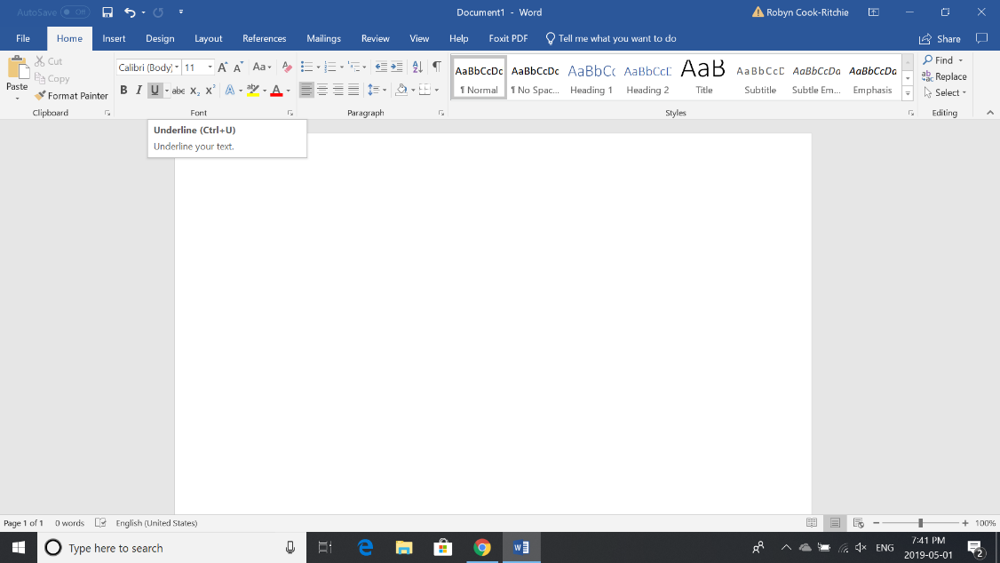 AutoSave Off
Document1 - Word
Robyn Cook-Ritchie
File Home Insert Design Layout References Mailings Review View Help Foxit PDF Tell me what you want to do Share
Paste
Cut
Copy
Format Painter
Clipboard
Calibri (Body) 11 Aa
B I U abc X₂ X² A aby A
Font
Paragraph
AaBbCcDc AaBbCcDc AaBbCc AaBbCcD AaB AaBbCcD AaBbCcDa AaBbCcDa
¶ Normal ¶ No Spac... Heading 1 Heading 2 Title Subtitle Subtle Em... Emphasis
Styles
Find
Replace
Select
Editing
Underline (Ctrl+U)
Underline your text.
Page 1 of 1 0 words English (United States) 100%
Type here to search
ENG
7:41 PM
2019-05-01
2